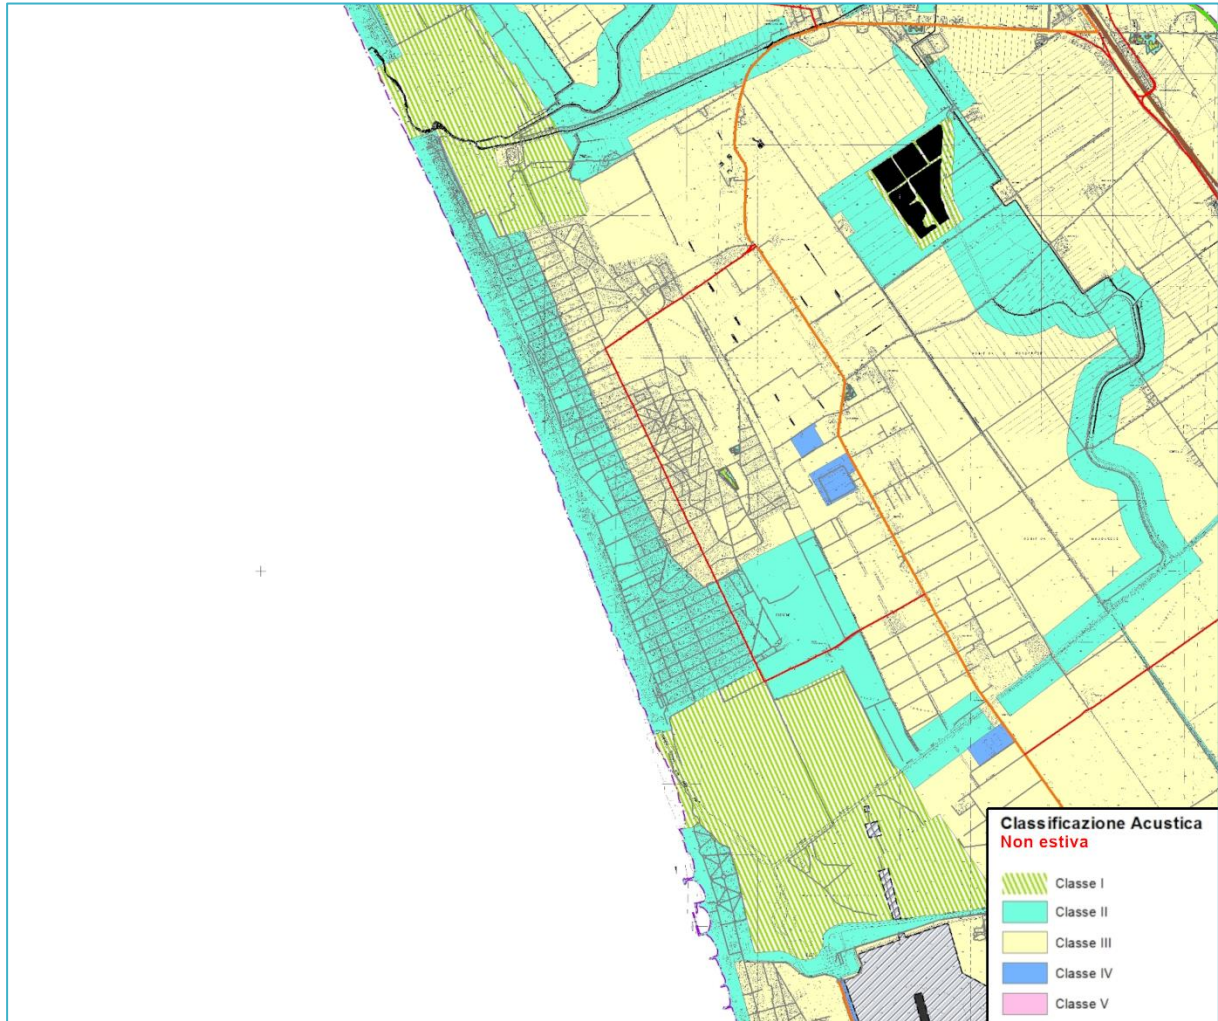 Classificazione Acustica
Non estiva
Classe I
Classe II
Classe III
Classe IV
Classe V